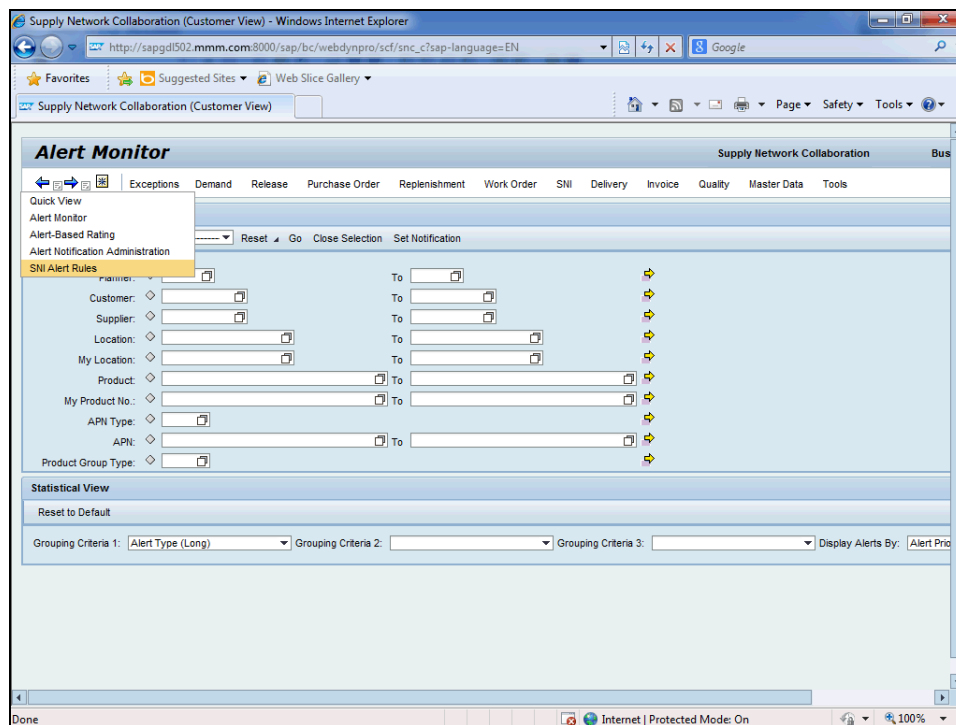 Supply Network Collaboration (Customer View) - Windows Internet Explorer
http://sapgdl502.mmm.com:8000/sap/bc/webdynpro/scf/snc_c?sap-language=EN
Google
Favorites Suggested Sites Web Slice Gallery
Supply Network Collaboration (Customer View) Page Safety Tools
Alert Monitor Supply Network Collaboration Bus
Exceptions Demand Release Purchase Order Replenishment Work Order SNI Delivery Invoice Quality Master Data Tools
Quick View
Alert Monitor
Alert-Based Rating
Alert Notification Administration
SNI Alert Rules
Reset Go Close Selection Set Notification
Planner: To
Customer: To
Supplier: To
Location: To
My Location: To
Product: To
My Product No.: To
APN Type:
APN: To
Product Group Type:
Statistical View
Reset to Default
Grouping Criteria 1: Alert Type (Long) Grouping Criteria 2: Grouping Criteria 3: Display Alerts By: Alert Prio
Done Internet | Protected Mode: On 100%